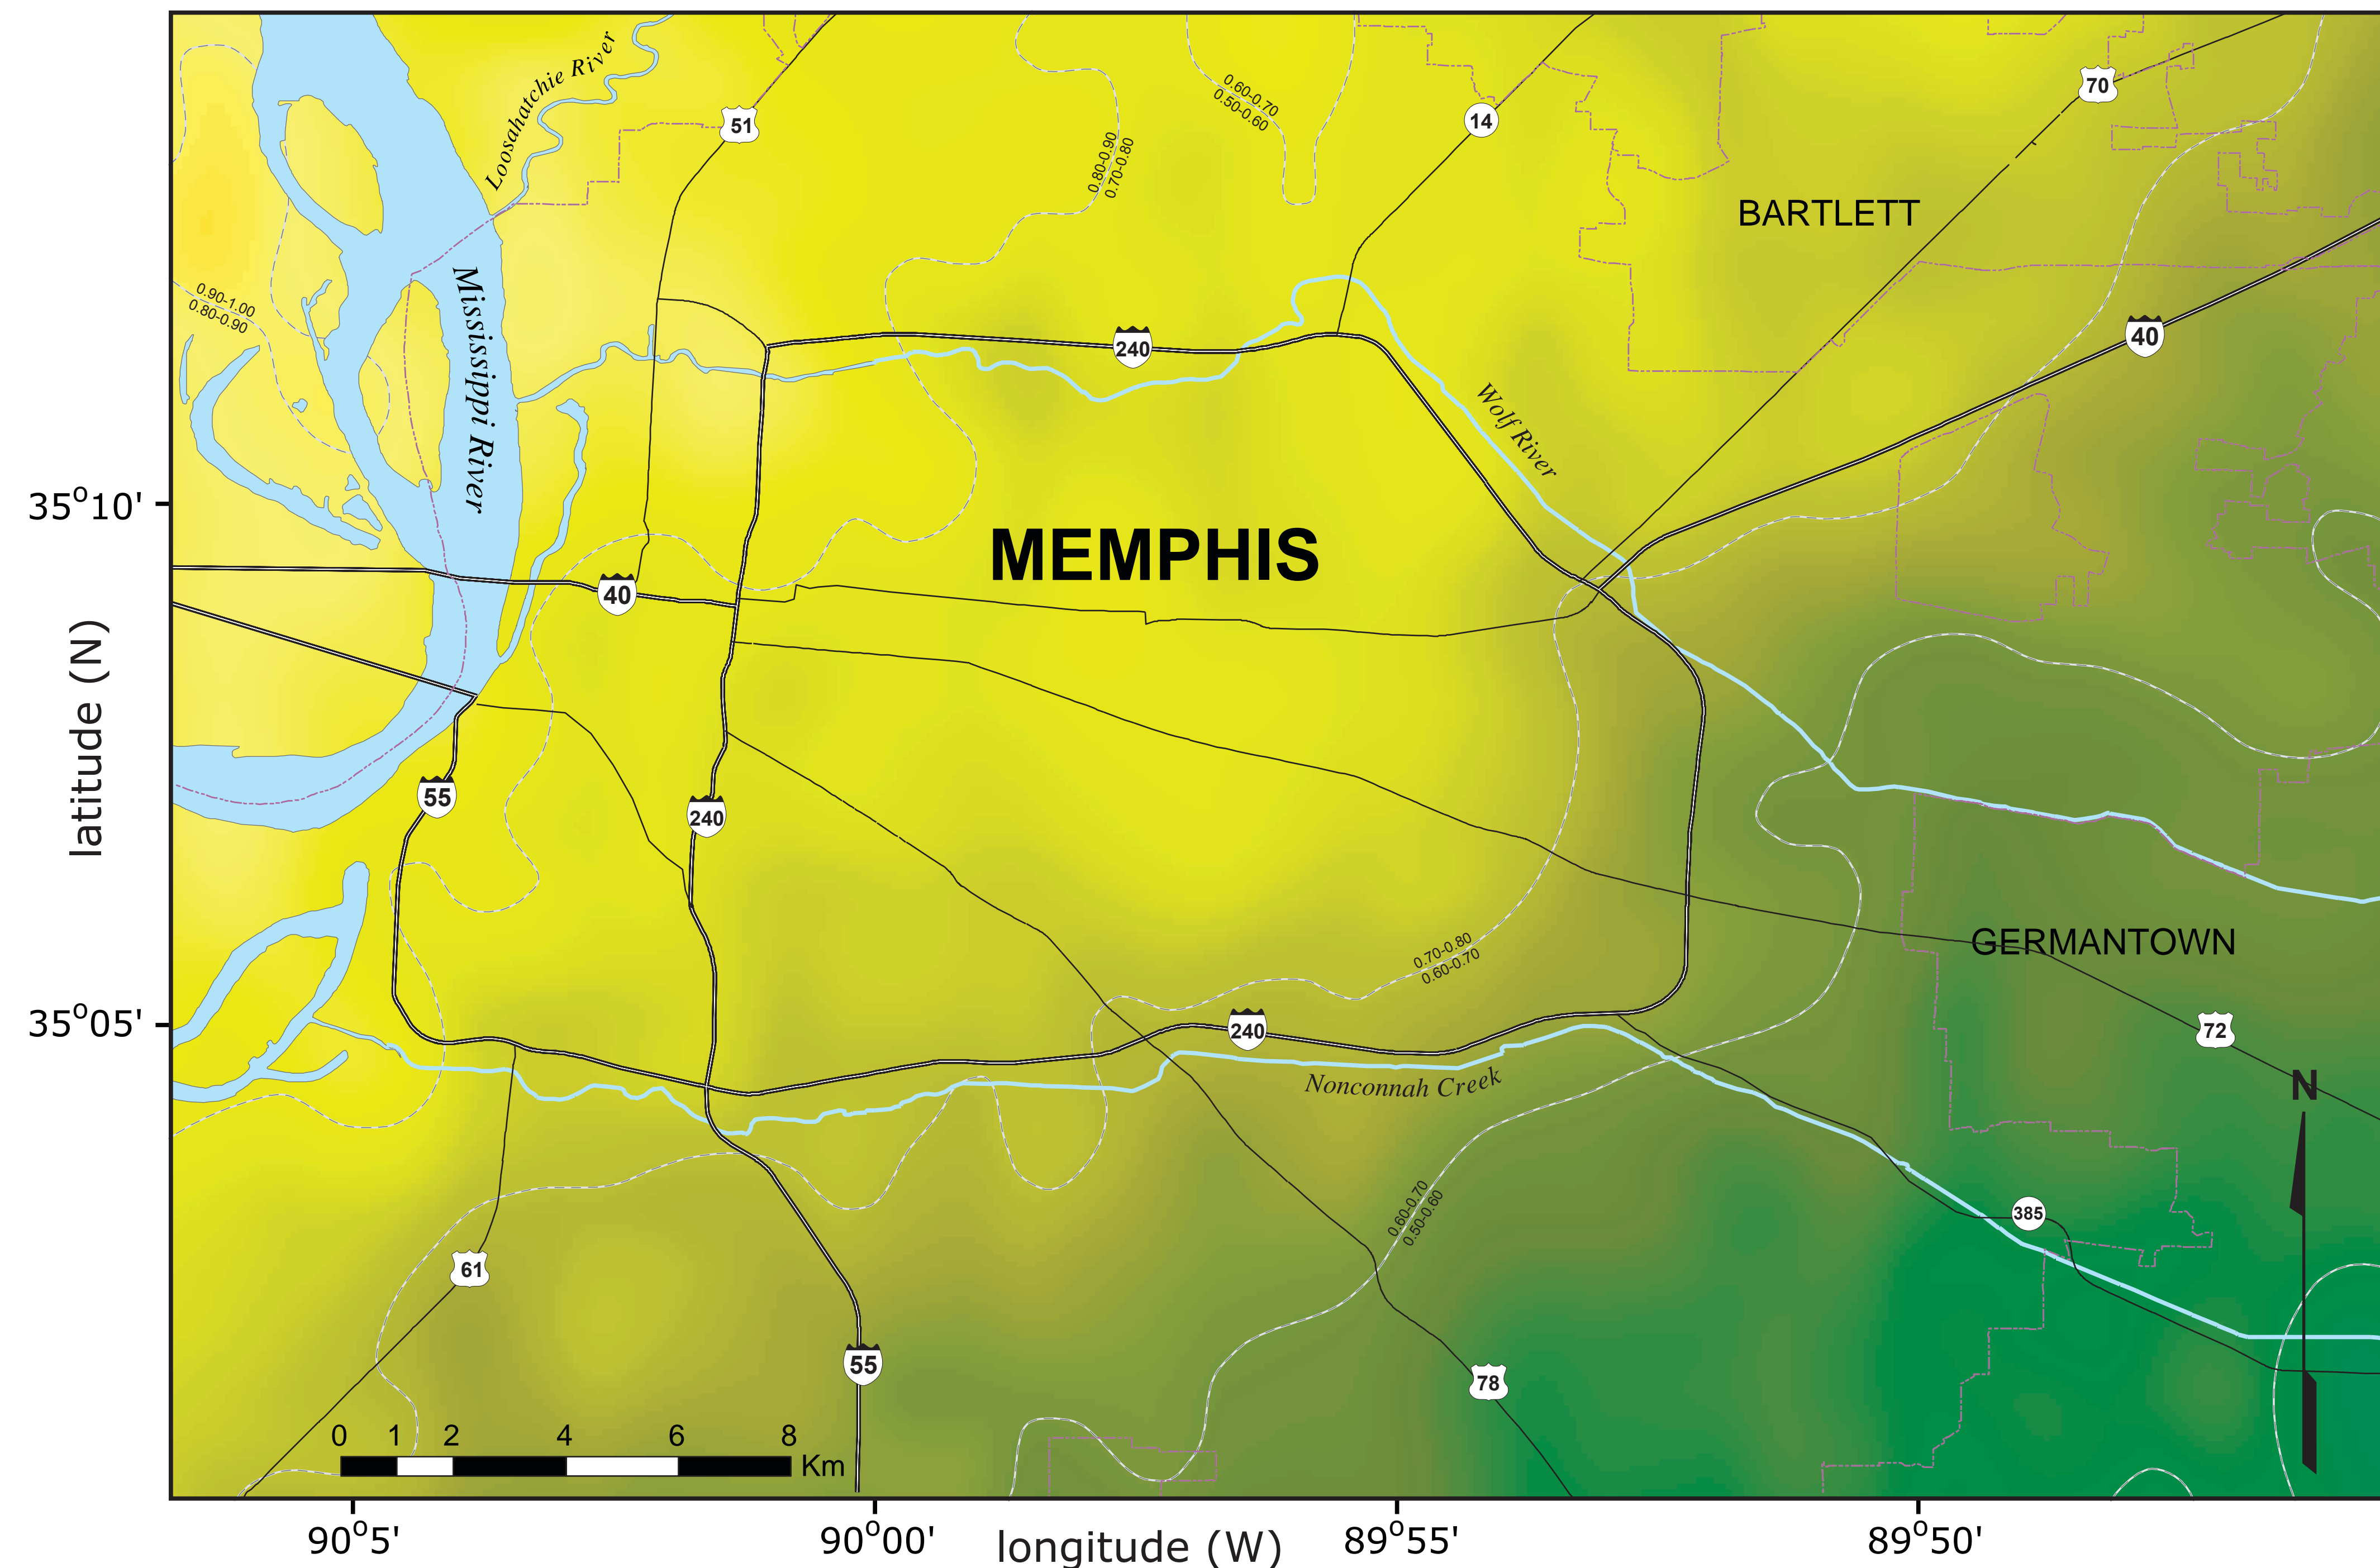 Loosahatchie River
51
0.60-0.70
0.50-0.60
14
70
0.80-0.90
0.70-0.80
BARTLETT
Mississippi River
0.90-1.00
0.80-0.90
240
40
Wolf River
35°10'
MEMPHIS
40
latitude (N)
55
240
0.70-0.80
0.60-0.70
GERMANTOWN
35°05'
240
72
Nonconnah Creek
N
0.60-0.70
0.50-0.60
385
61
55
78
0 1 2 4 6 8
Km
90°5' 90°00' longitude (W) 89°55' 89°50'